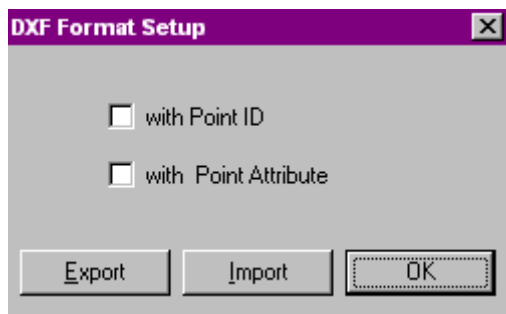 DXF Format Setup
with Point ID
with Point Attribute
Export Import OK